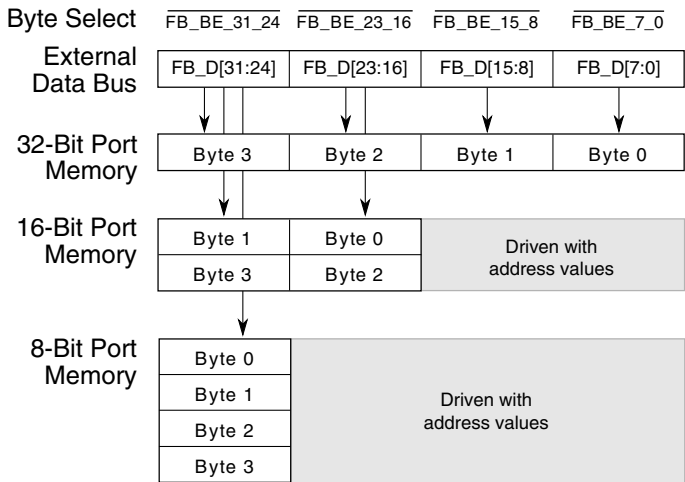 Byte Select FB_BE_31_24 FB_BE_23_16 FB_BE_15_8 FB_BE_7_0
External
Data Bus
FB_D[31:24] FB_D[23:16] FB_D[15:8] FB_D[7:0]
32-Bit Port
Memory
Byte 3 Byte 2 Byte 1 Byte 0
16-Bit Port
Memory
Byte 1 Byte 0
Byte 3 Byte 2
Driven with
address values
8-Bit Port
Memory
Byte 0
Byte 1
Byte 2
Byte 3
Driven with
address values